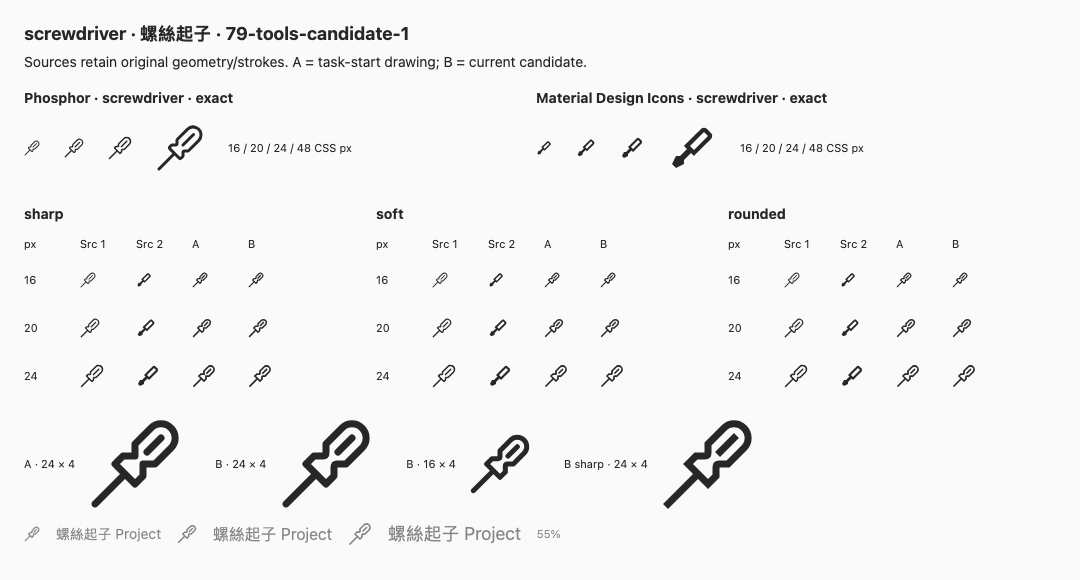 screwdriver · 螺絲起子 · 79-tools-candidate-1
Sources retain original geometry/strokes. A = task-start drawing; B = current candidate.
Phosphor · screwdriver · exact
Material Design Icons · screwdriver · exact
16 / 20 / 24 / 48 CSS px
16 / 20 / 24 / 48 CSS px
sharp
soft
rounded
px Src 1 Src 2 A B
px Src 1 Src 2 A B
px Src 1 Src 2 A B
16
16
16
20
20
20
24
24
24
A · 24 × 4
B · 24 × 4
B · 16 × 4
B sharp · 24 × 4
螺絲起子 Project
螺絲起子 Project
螺絲起子 Project
55%